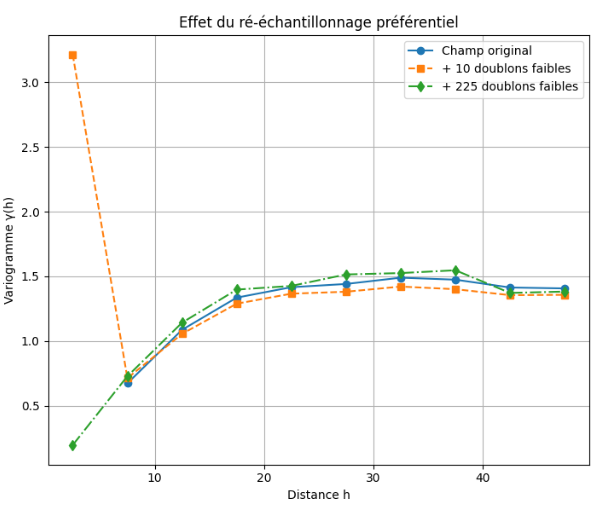 Effet du ré-échantillonnage préférentiel
Champ original
+ 10 doublons faibles
+ 225 doublons faibles
Variogramme γ(h)
3.0
2.5
2.0
1.5
1.0
0.5
10 20 30 40
Distance h